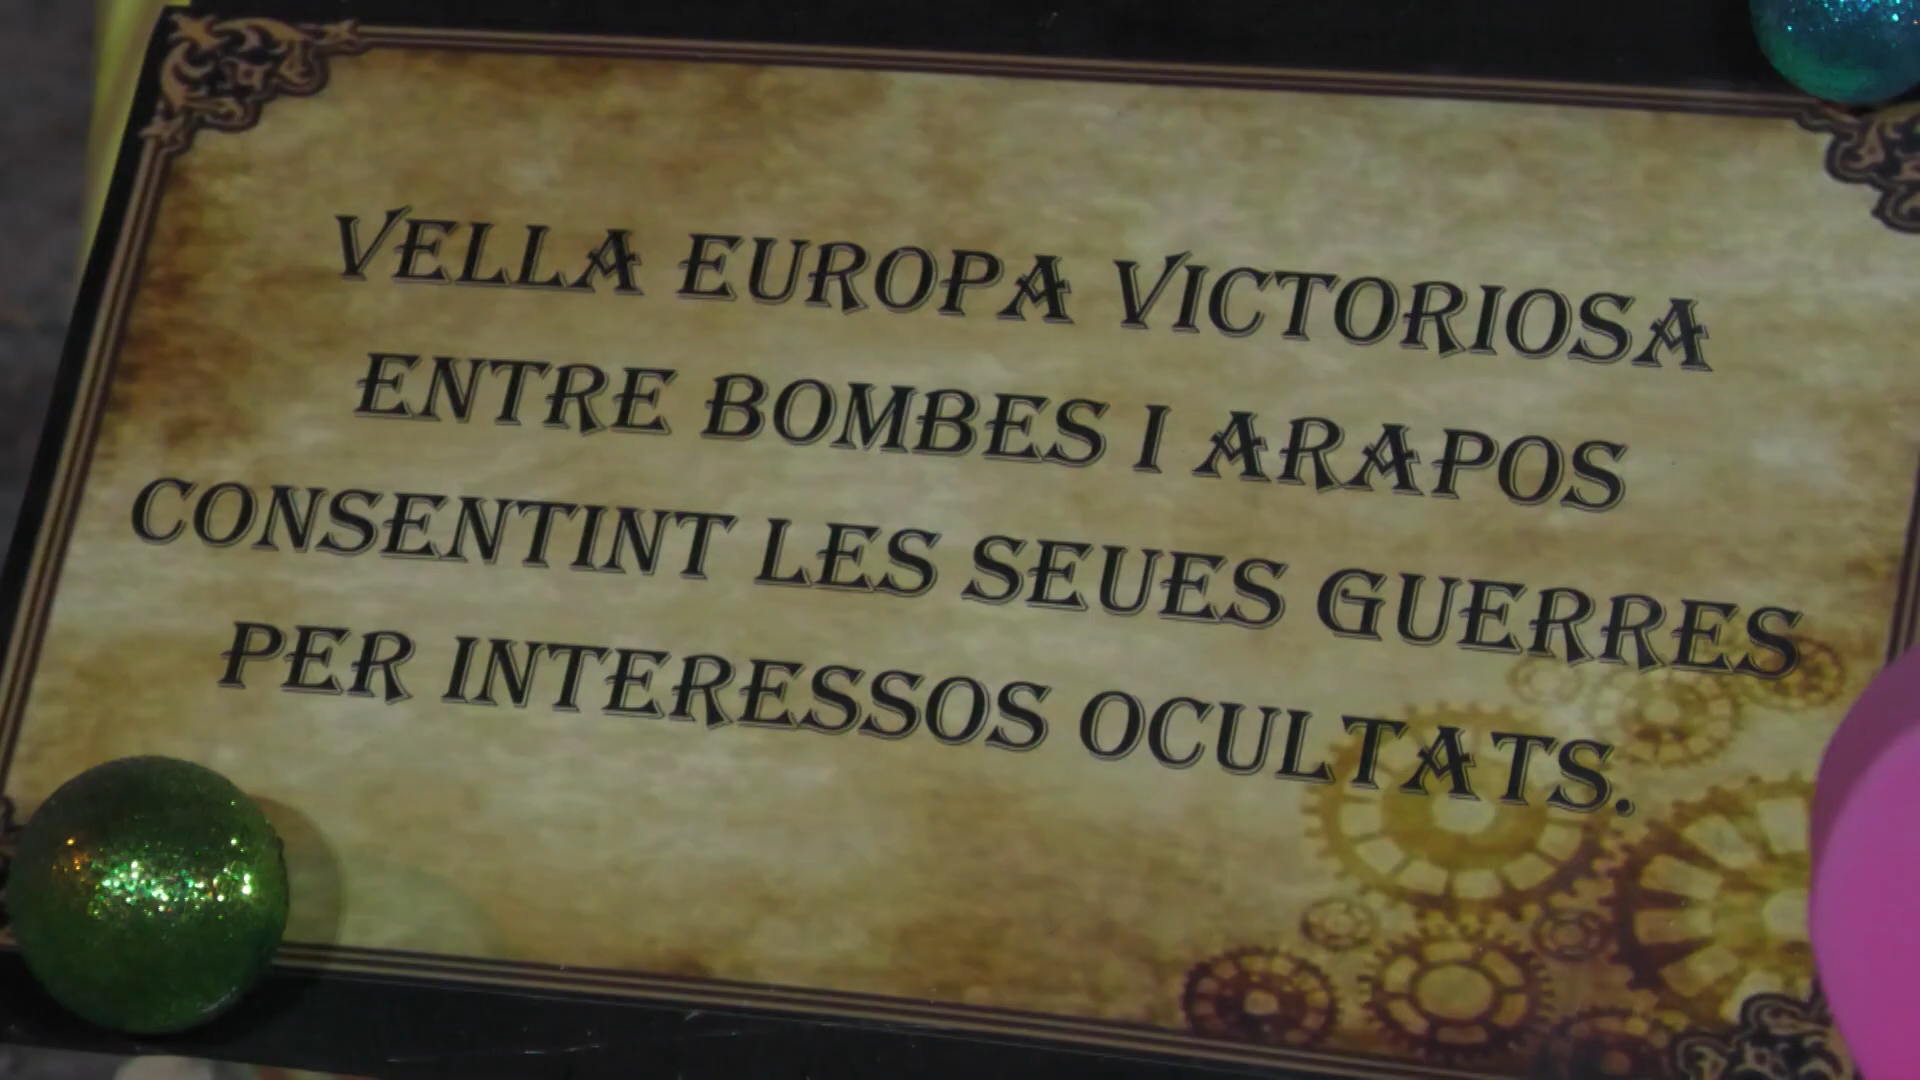 VELLA EUROPA VICTORIOSA
ENTRE BOMBES I ARAPOS
CONSENTINT LES SEUES GUERRES
PER INTERESSOS OCULTATS.